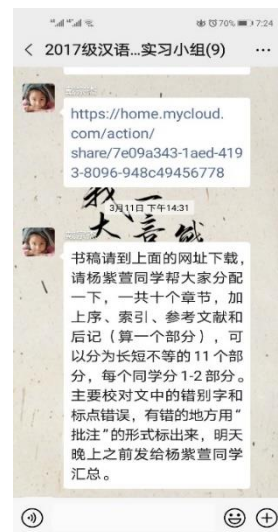 70% 7:24
2017级汉语...实习小组(9)
https://home.mycloud.
com/action/
share/7e09a343-1aed-419
3-8096-948c49456778
3月11日 下午14:31
书稿请到上面的网址下载，
请杨紫萱同学帮大家分配
一下，一共十个章节，加
上序、索引、参考文献和
后记（算一个部分），可
以分为长短不等的11个部
分，每个同学分1-2部分。
主要校对文中的错别字和
标点错误，有错的地方用“
批注”的形式标出来，明天
晚上之前发给杨紫萱同学
汇总。